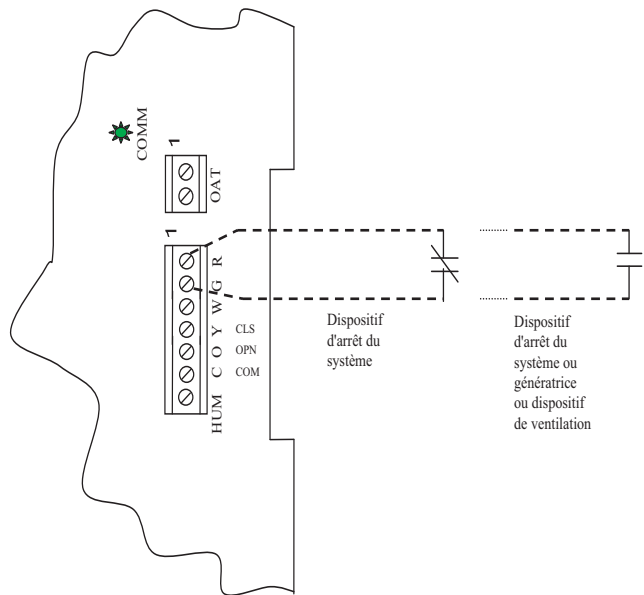 COMM
1
OAT
1
R
G
W
Y
O
C
HUM
CLS
OPN
COM
Dispositif
d'arrêt du
système
Dispositif
d'arrêt du
système ou
génératrice
ou dispositif
de ventilation